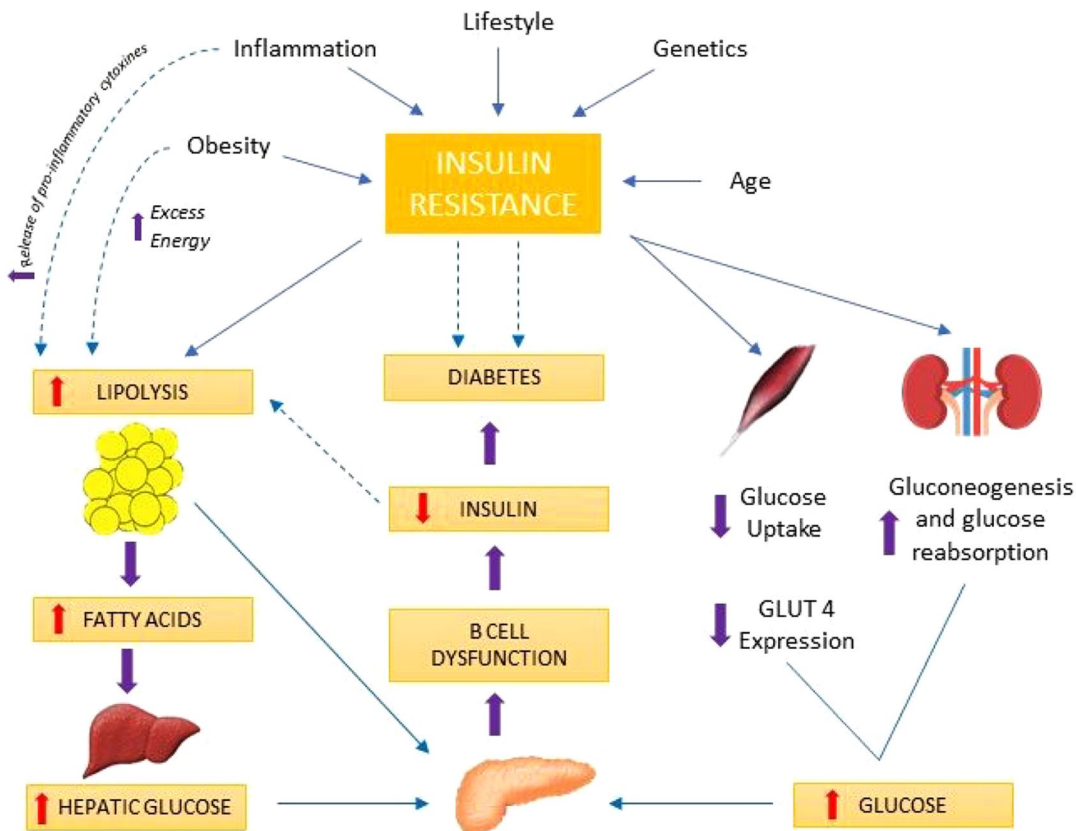 Lifestyle
Inflammation
Genetics
Release of pro-inflammatory cytoxines
Obesity
INSULIN
RESISTANCE
Age
Excess
Energy
LIPOLYSIS
DIABETES
INSULIN
Glucose
Uptake
Gluconeogenesis
and glucose
reabsorption
FATTY ACIDS
B CELL
DYSFUNCTION
GLUT 4
Expression
HEPATIC GLUCOSE
GLUCOSE